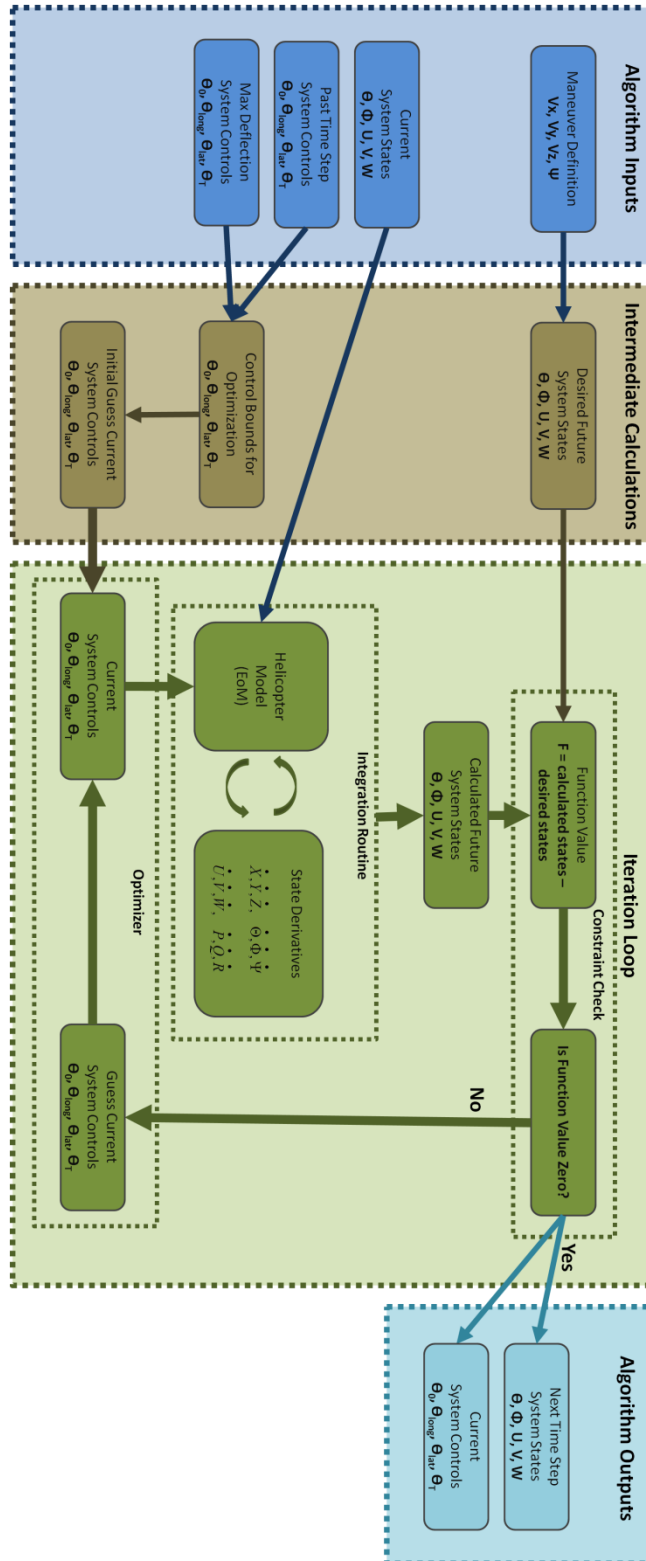 Algorithm Inputs
Maneuver Definition
Vx, Vy, Vz, Ψ
Current
System States
Θ, Φ, U, V, W
Past Time Step
System Controls
Θ₀, Θlong, Θlat, ΘT
Max Deflection
System Controls
Θ₀, Θlong, Θlat, ΘT
Intermediate Calculations
Desired Future
System States
Θ, Φ, U, V, W
Control Bounds for
Optimization
Θ₀, Θlong, Θlat, ΘT
Initial Guess Current
System Controls
Θ₀, Θlong, Θlat, ΘT
Iteration Loop
Function Value
F = calculated states –
desired states
Constraint Check
Is Function Value Zero?
Yes
No
Calculated Future
System States
Θ, Φ, U, V, W
Integration Routine
Helicopter
Model
(EoM)
State Derivatives
Ẋ, Ẏ, Ż, Θ̇, Φ̇, Ψ̇
U̇, V̇, Ẇ, Ṗ, Q̇, Ṙ
Optimizer
Current
System Controls
Θ₀, Θlong, Θlat, ΘT
Guess Current
System Controls
Θ₀, Θlong, Θlat, ΘT
Algorithm Outputs
Next Time Step
System States
Θ, Φ, U, V, W
Current
System Controls
Θ₀, Θlong, Θlat, ΘT